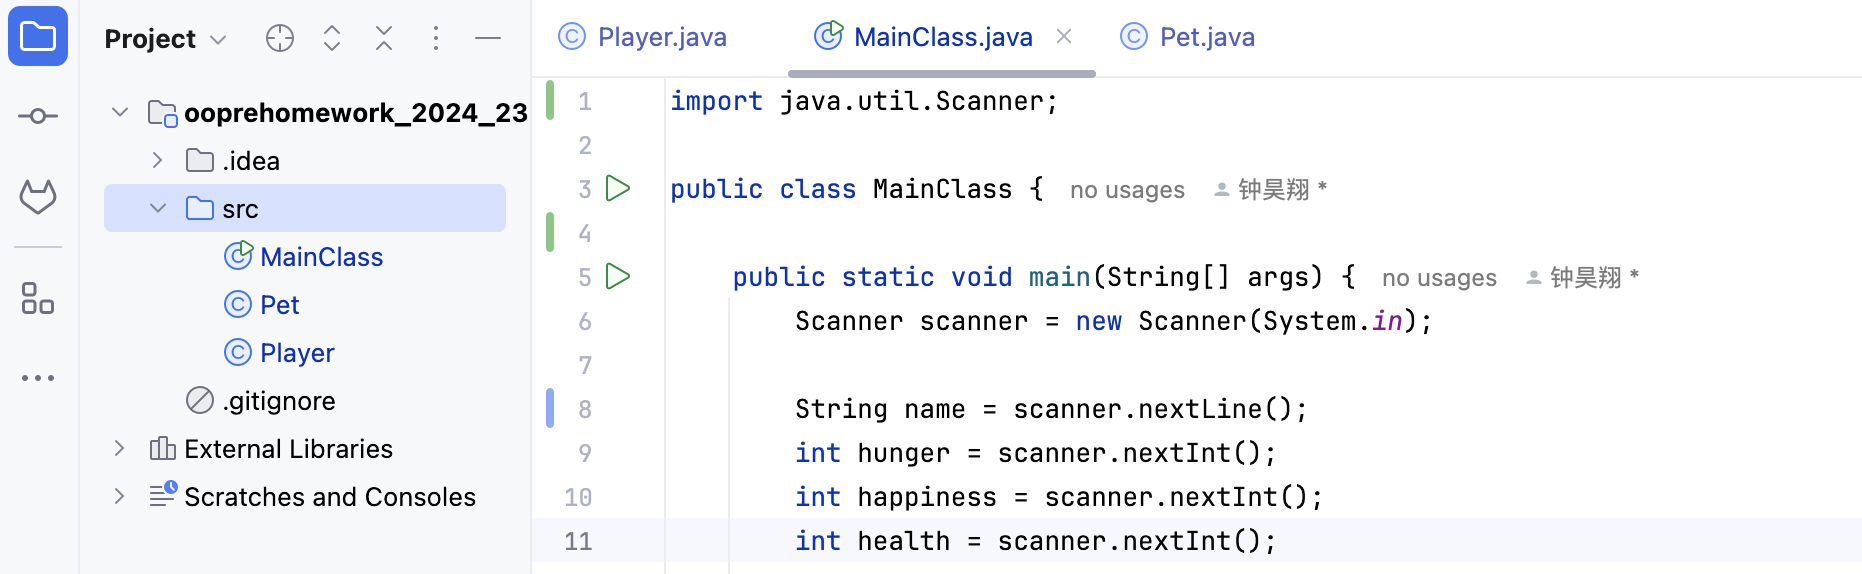 Project
Player.java
MainClass.java
Pet.java
ooprehomework_2024_23
.idea
src
MainClass
Pet
Player
.gitignore
External Libraries
Scratches and Consoles
1 import java.util.Scanner;
2
3 public class MainClass { no usages 钟昊翔 *
4
5 public static void main(String[] args) { no usages 钟昊翔 *
6 Scanner scanner = new Scanner(System.in);
7
8 String name = scanner.nextLine();
9 int hunger = scanner.nextInt();
10 int happiness = scanner.nextInt();
11 int health = scanner.nextInt();